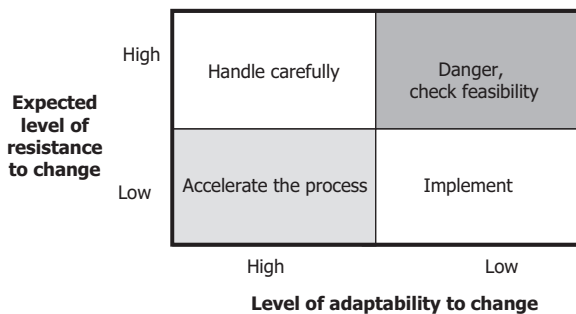 High
Handle carefully
Danger,
check feasibility
Expected
level of
resistance
to change
Low
Accelerate the process
Implement
High
Low
Level of adaptability to change